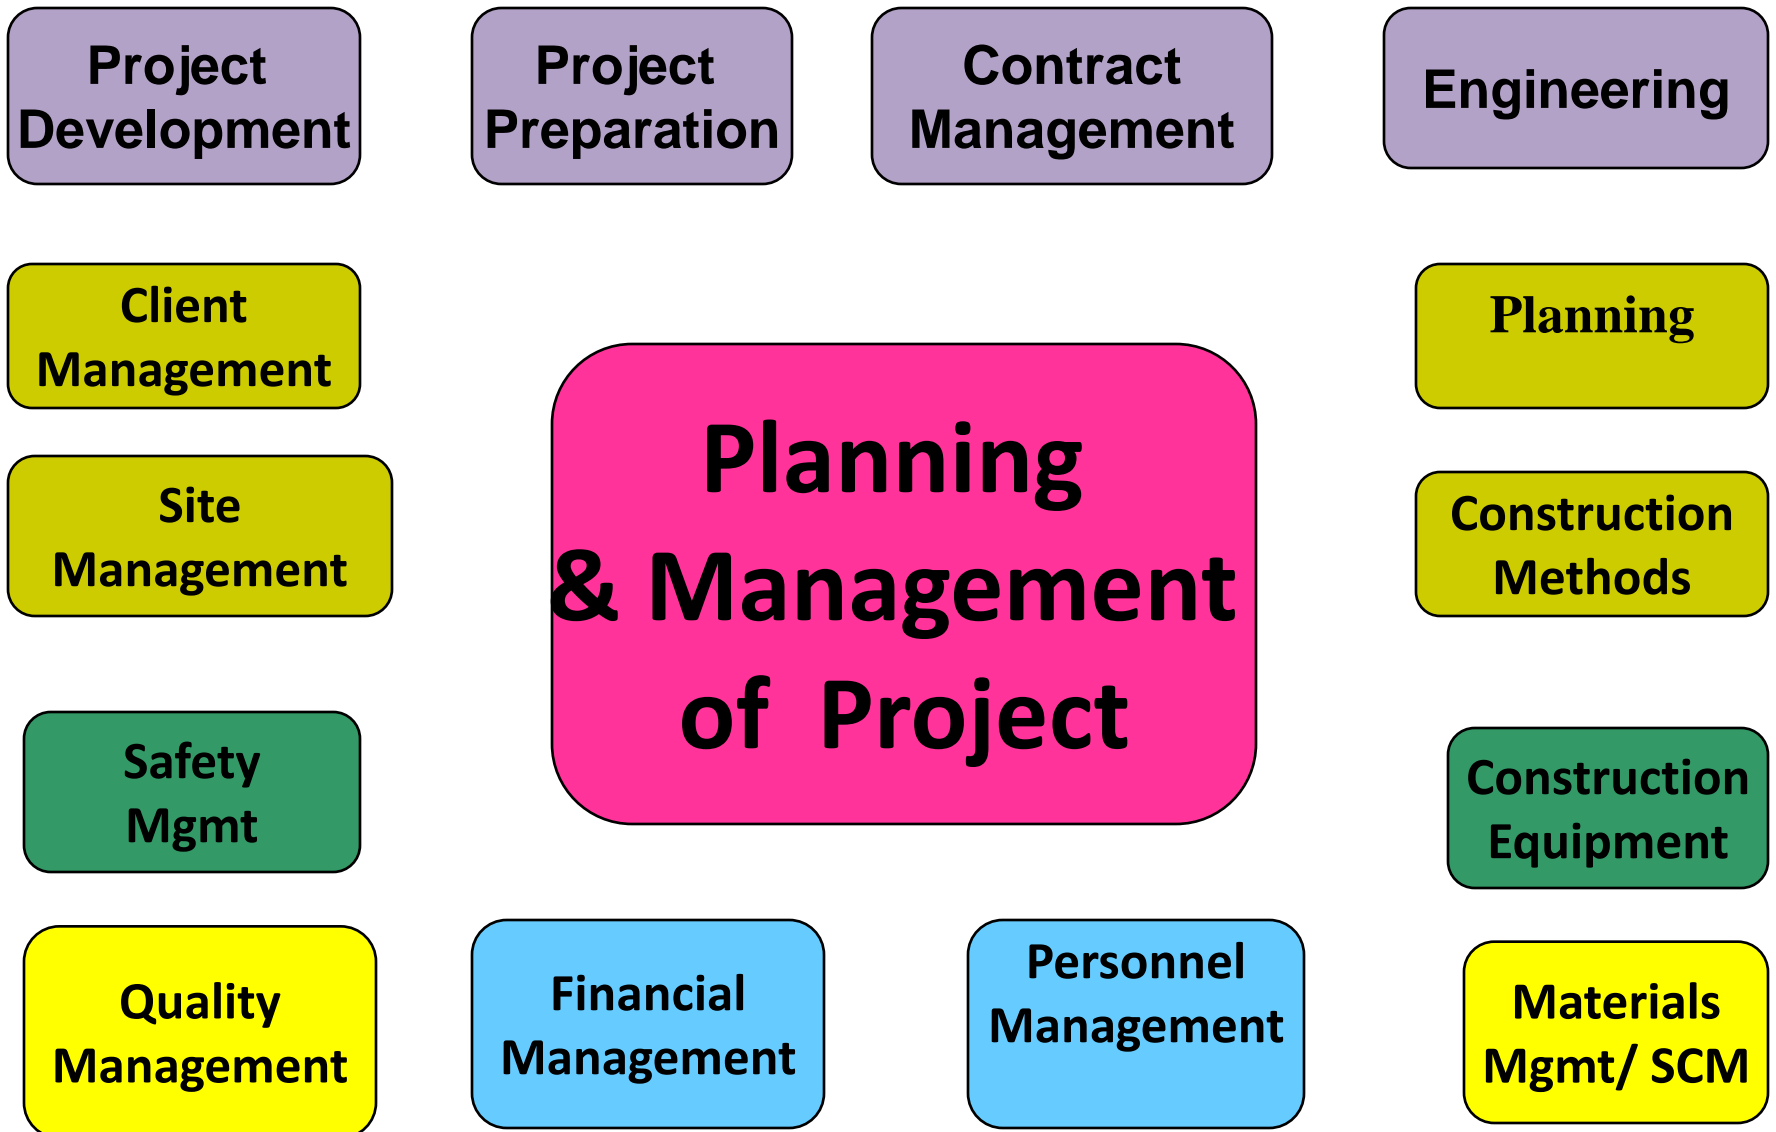 Project
Development
Project
Preparation
Contract
Management
Engineering
Client
Management
Planning
Site
Management
Planning
& Management
of Project
Construction
Methods
Safety
Mgmt
Construction
Equipment
Quality
Management
Financial
Management
Personnel
Management
Materials
Mgmt/ SCM